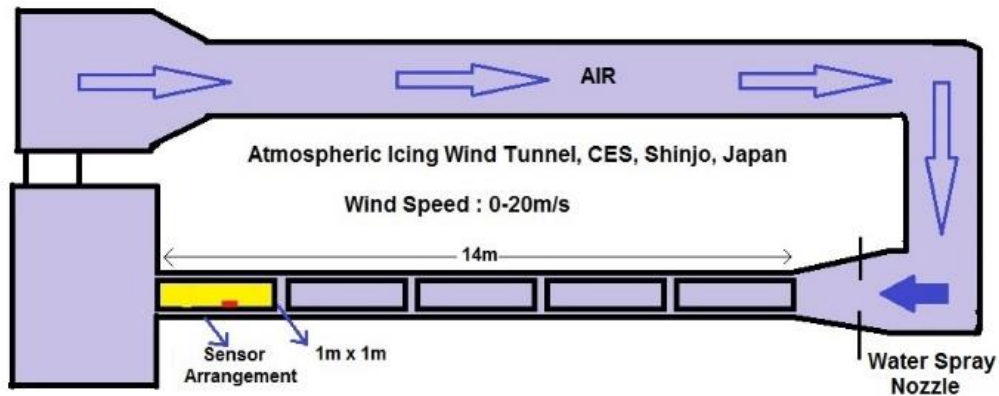 AIR
Atmospheric Icing Wind Tunnel, CES, Shinjo, Japan
Wind Speed : 0-20m/s
14m
Sensor
Arrangement
1m x 1m
Water Spray
Nozzle